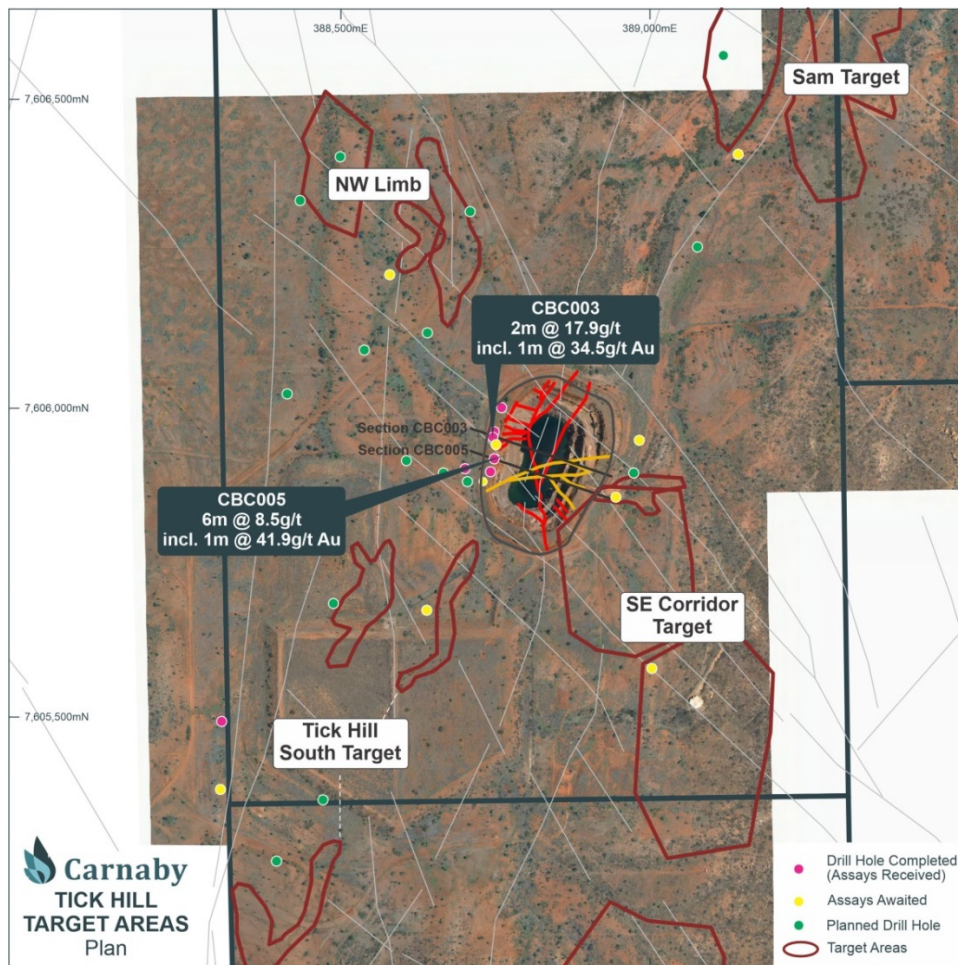 388,500mE
389,000mE
7,606,500mN
Sam Target
NW Limb
CBC003
2m @ 17.9g/t
incl. 1m @ 34.5g/t Au
7,606,000mN
Section CBC003
Section CBC005
CBC005
6m @ 8.5g/t
incl. 1m @ 41.9g/t Au
SE Corridor
Target
7,605,500mN
Tick Hill
South Target
Carnaby
TICK HILL
TARGET AREAS
Plan
Drill Hole Completed
(Assays Received)
Assays Awaited
Planned Drill Hole
Target Areas